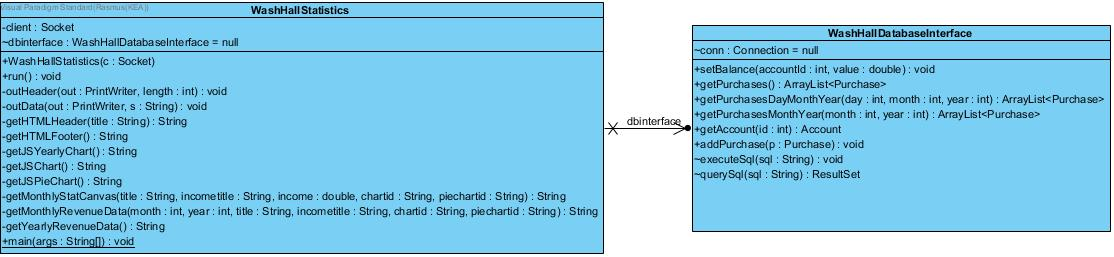 Visual Paradigm Standard(Rasmus(KEA))
WashHallStatistics
-client : Socket
~dbinterface : WashHallDatabaseInterface = null
+WashHallStatistics(c : Socket)
+run() : void
-outHeader(out : PrintWriter, length : int) : void
-outData(out : PrintWriter, s : String) : void
-getHTMLHeader(title : String) : String
-getHTMLFooter() : String
-getJSYearlyChart() : String
-getJSChart() : String
-getJSPieChart() : String
-getMonthlyStatCanvas(title : String, incometitle : String, income : double, chartid : String, piechartid : String) : String
-getMonthlyRevenueData(month : int, year : int, title : String, incometitle : String, chartid : String, piechartid : String) : String
-getYearlyRevenueData() : String
+main(args : String[]) : void
dbinterface
WashHallDatabaseInterface
~conn : Connection = null
+setBalance(accountId : int, value : double) : void
+getPurchases() : ArrayList<Purchase>
+getPurchasesDayMonthYear(day : int, month : int, year : int) : ArrayList<Purchase>
+getPurchasesMonthYear(month : int, year : int) : ArrayList<Purchase>
+getAccount(id : int) : Account
+addPurchase(p : Purchase) : void
~executeSql(sql : String) : void
~querySql(sql : String) : ResultSet